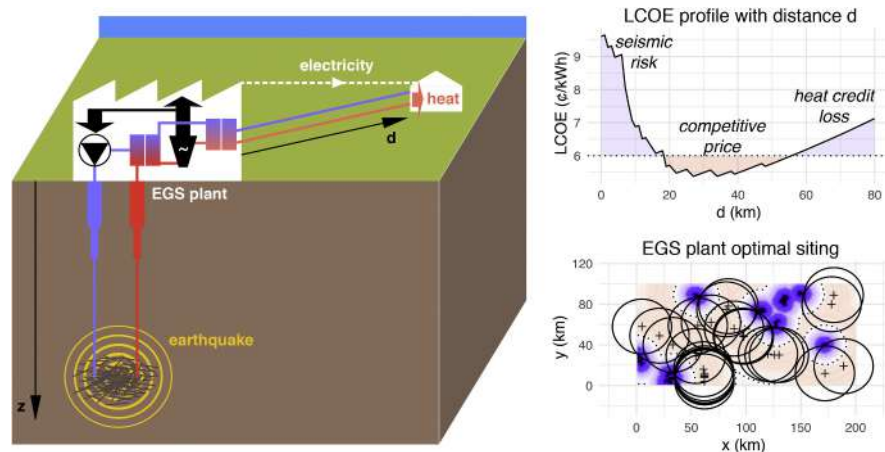 electricity
heat
d
~
EGS plant
earthquake
z
LCOE profile with distance d
LCOE (¢/kWh)
9
8
7
6
seismic
risk
competitive
price
heat credit
loss
0
20
40
60
80
d (km)
EGS plant optimal siting
y (km)
120
80
40
0
0
50
100
150
200
x (km)